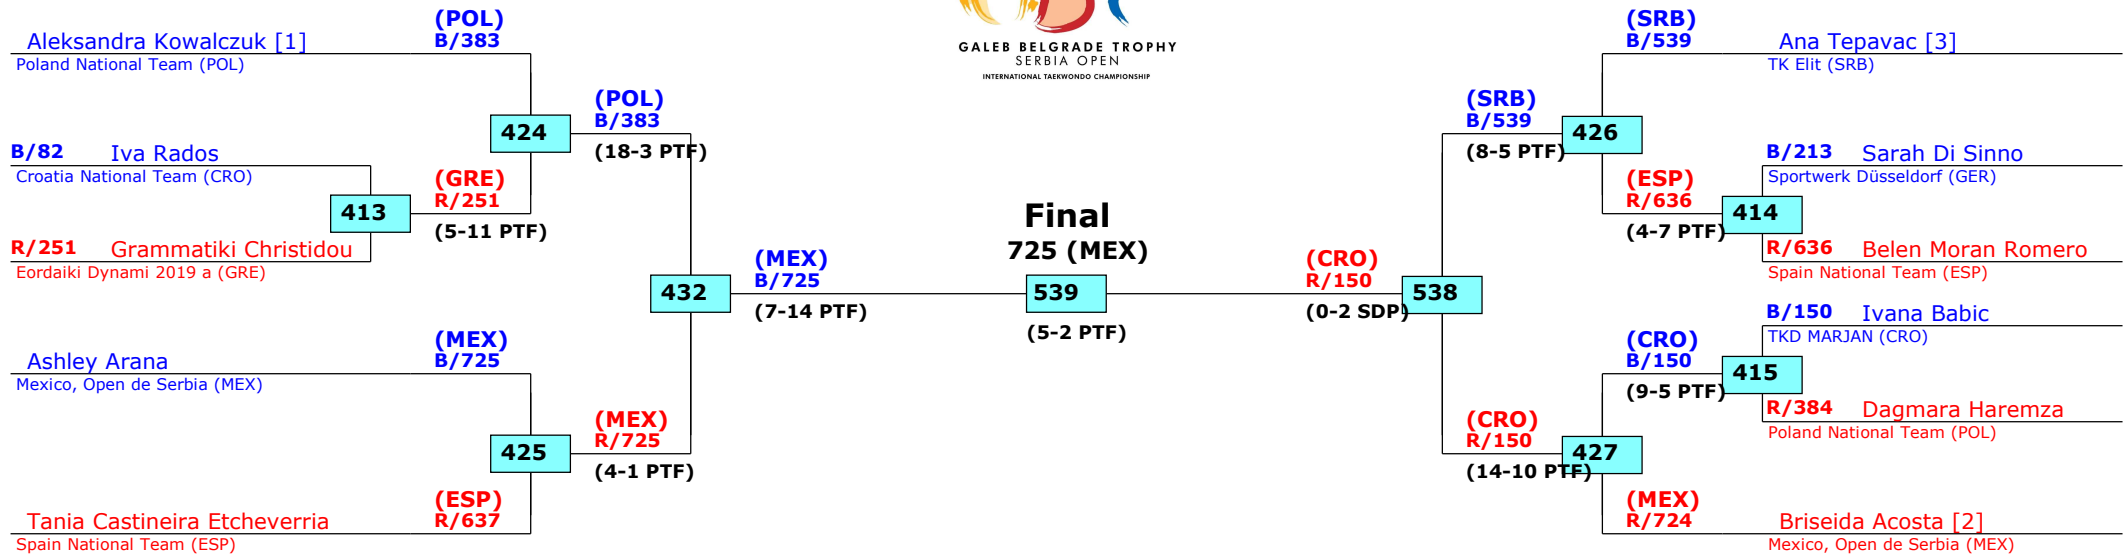 GALEB BELGRADE TROPHY
SERBIA OPEN
INTERNATIONAL TAEKWONDO CHAMPIONSHIP
Aleksandra Kowalczuk [1]
Poland National Team (POL)
(POL)
B/383
B/82 Iva Rados
Croatia National Team (CRO)
R/251 Grammatiki Christidou
Eordaiki Dynami 2019 a (GRE)
413
(GRE)
R/251
(5-11 PTF)
424
(POL)
B/383
(18-3 PTF)
Ashley Arana
Mexico, Open de Serbia (MEX)
(MEX)
B/725
Tania Castineira Etcheverria
Spain National Team (ESP)
(ESP)
R/637
425
(MEX)
R/725
(4-1 PTF)
432
(MEX)
B/725
(7-14 PTF)
Final
725 (MEX)
539
(5-2 PTF)
(CRO)
R/150
(0-2 SDP)
538
(SRB)
B/539
(8-5 PTF)
426
(SRB)
B/539
Ana Tepavac [3]
TK Elit (SRB)
(ESP)
R/636
(4-7 PTF)
414
B/213 Sarah Di Sinno
Sportwerk Düsseldorf (GER)
R/636 Belen Moran Romero
Spain National Team (ESP)
(CRO)
R/150
(14-10 PTF)
427
(CRO)
B/150
(9-5 PTF)
415
B/150 Ivana Babic
TKD MARJAN (CRO)
R/384 Dagmara Haremza
Poland National Team (POL)
(MEX)
R/724
Briseida Acosta [2]
Mexico, Open de Serbia (MEX)